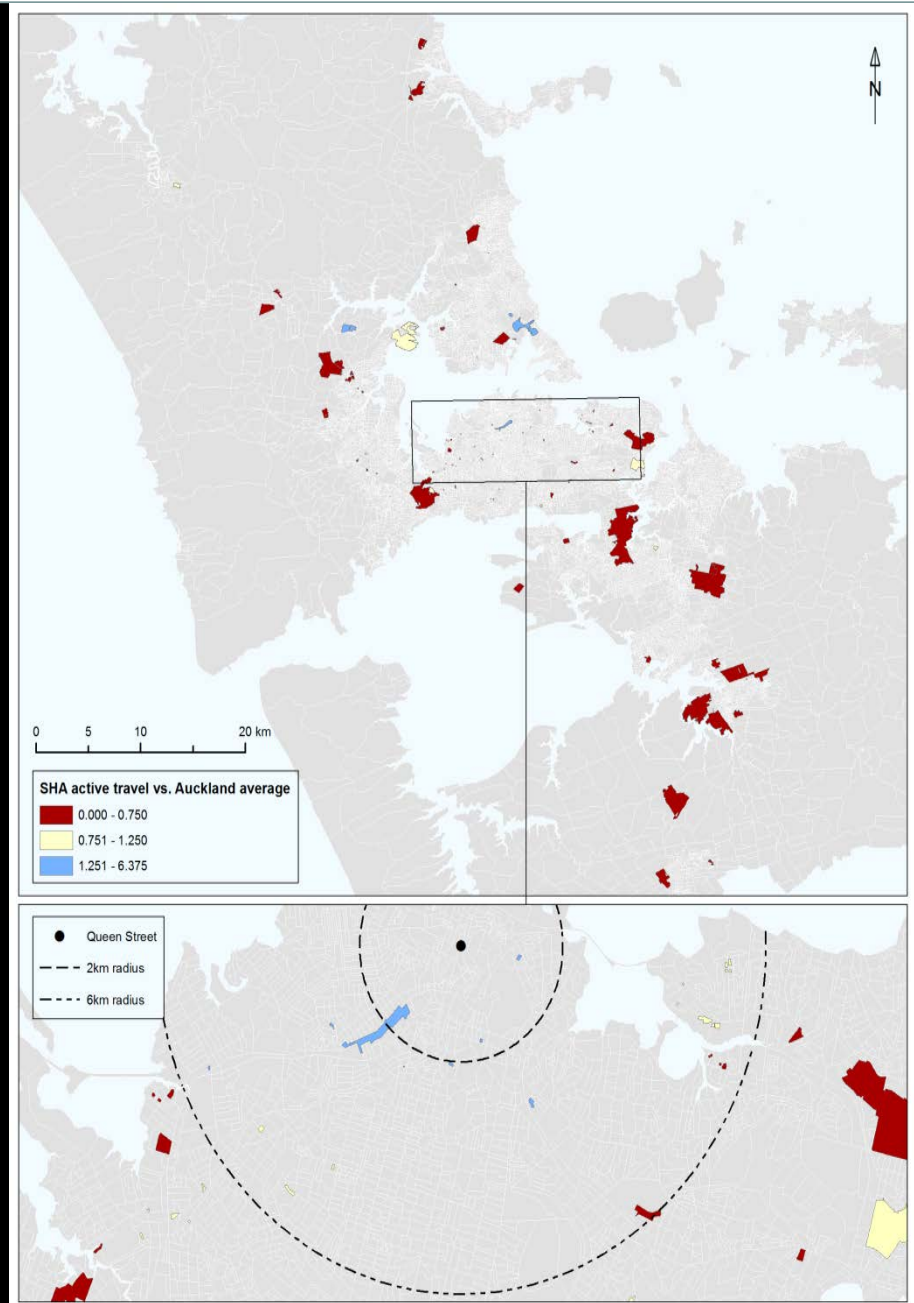 N
0 5 10 20 km
SHA active travel vs. Auckland average
0.000 - 0.750
0.751 - 1.250
1.251 - 6.375
Queen Street
2km radius
6km radius